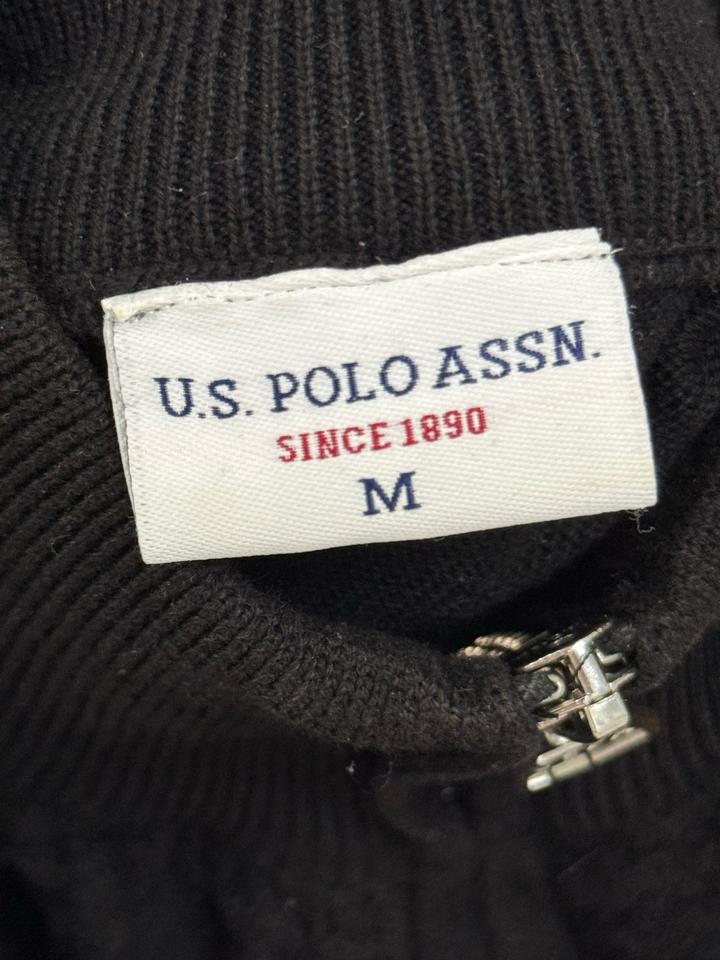 U.S. POLO ASSN.
SINCE 1890
M